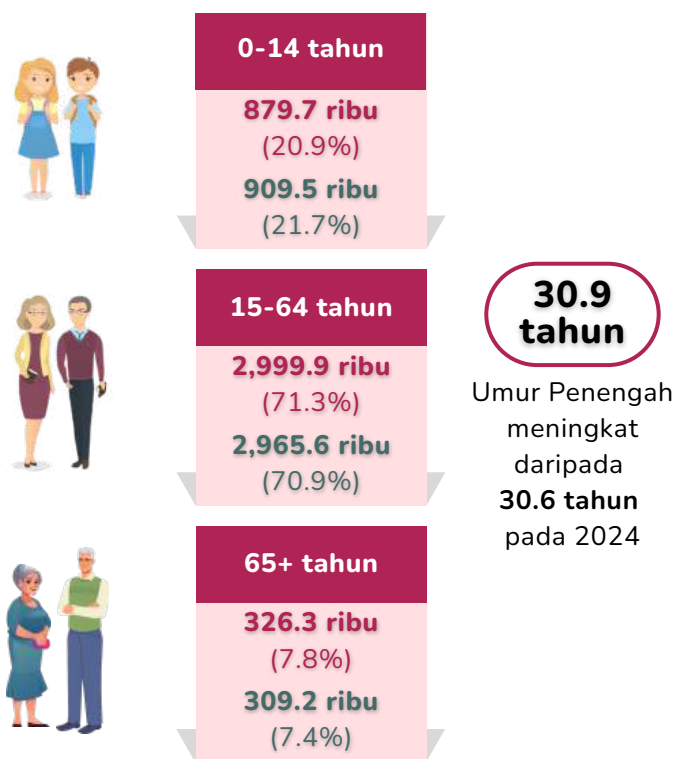 0-14 tahun
879.7 ribu
(20.9%)
909.5 ribu
(21.7%)
15-64 tahun
2,999.9 ribu
(71.3%)
2,965.6 ribu
(70.9%)
65+ tahun
326.3 ribu
(7.8%)
309.2 ribu
(7.4%)
30.9
tahun
Umur Penengah
meningkat
daripada
30.6 tahun
pada 2024